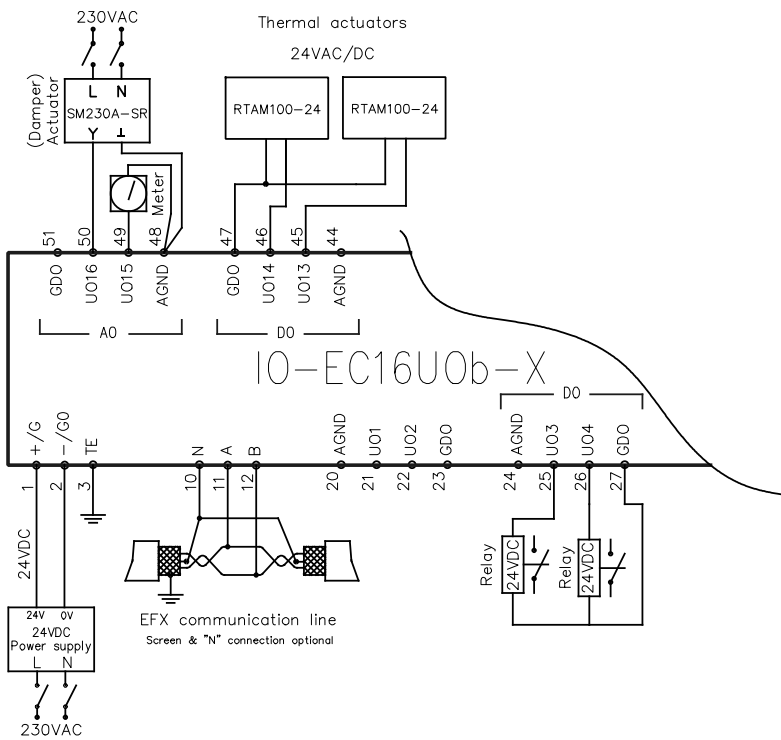 230VAC
Thermal actuators
24VAC/DC
L N
SM230A-SR
Y ⊥
(Damper)
Actuator
RTAM100-24
RTAM100-24
Meter
51
50
49
48
47
46
45
44
GDO
UO16
UO15
AGND
GDO
UO14
UO13
AGND
AO
DO
IO-EC16UOb-X
DO
+/G
-/G0
TE
N
A
B
AGND
UO1
UO2
GDO
AGND
UO3
UO4
GDO
1
2
3
10
11
12
20
21
22
23
24
25
26
27
24VDC
Relay
24VDC
Relay
24VDC
24V 0V
24VDC
Power supply
L N
230VAC
EFX communication line
Screen & "N" connection optional